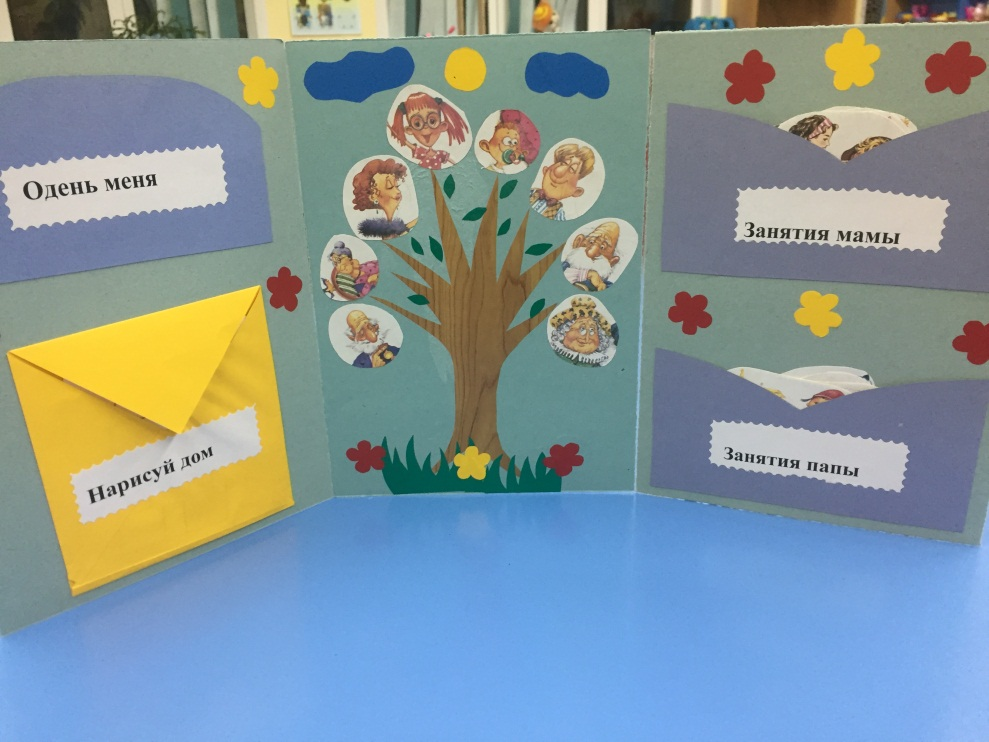 Одень меня
Нарисуй дом
Занятия мамы
Занятия папы